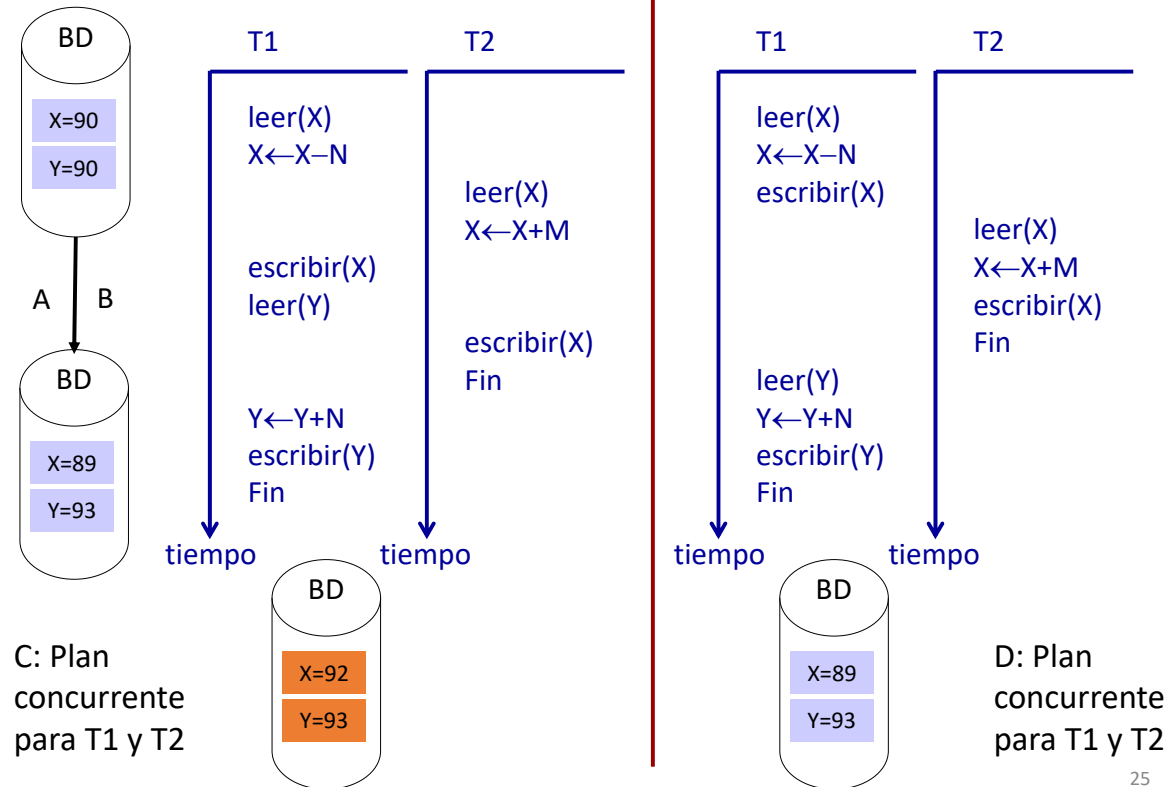 BD
X=90
Y=90
A B
BD
X=89
Y=93
T1
leer(X)
X←X−N
escribir(X)
leer(Y)
Y←Y+N
escribir(Y)
Fin
tiempo
T2
leer(X)
X←X+M
escribir(X)
Fin
tiempo
BD
X=92
Y=93
C: Plan
concurrente
para T1 y T2
T1
leer(X)
X←X−N
escribir(X)
leer(Y)
Y←Y+N
escribir(Y)
Fin
tiempo
T2
leer(X)
X←X+M
escribir(X)
Fin
tiempo
BD
X=89
Y=93
D: Plan
concurrente
para T1 y T2
25